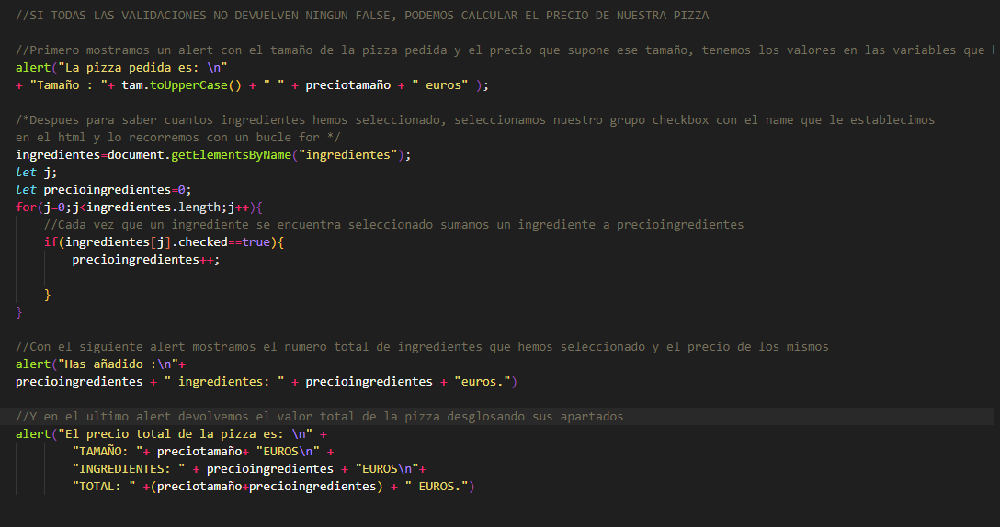 //SI TODAS LAS VALIDACIONES NO DEVUELVEN NINGUN FALSE, PODEMOS CALCULAR EL PRECIO DE NUESTRA PIZZA
//Primero mostramos un alert con el tamaño de la pizza pedida y el precio que supone ese tamaño, tenemos los valores en las variables que
alert("La pizza pedida es: \n"
+ "Tamaño : "+ tam.toUpperCase() + " " + preciotamaño + " euros" );
/*Despues para saber cuantos ingredientes hemos seleccionado, seleccionamos nuestro grupo checkbox con el name que le establecimos
en el html y lo recorremos con un bucle for */
ingredientes=document.getElementsByName("ingredientes");
let j;
let precioingredientes=0;
for(j=0;j<ingredientes.length;j++){
//Cada vez que un ingrediente se encuentra seleccionado sumamos un ingrediente a precioingredientes
if(ingredientes[j].checked==true){
precioingredientes++;
}
}
//Con el siguiente alert mostramos el numero total de ingredientes que hemos seleccionado y el precio de los mismos
alert("Has añadido :\n"+
precioingredientes + " ingredientes: " + precioingredientes + "euros.")
//Y en el ultimo alert devolvemos el valor total de la pizza desglosando sus apartados
alert("El precio total de la pizza es: \n" +
"TAMAÑO: "+ preciotamaño+ "EUROS\n" +
"INGREDIENTES: " + precioingredientes + "EUROS\n"+
"TOTAL: " +(preciotamaño+precioingredientes) + " EUROS.")